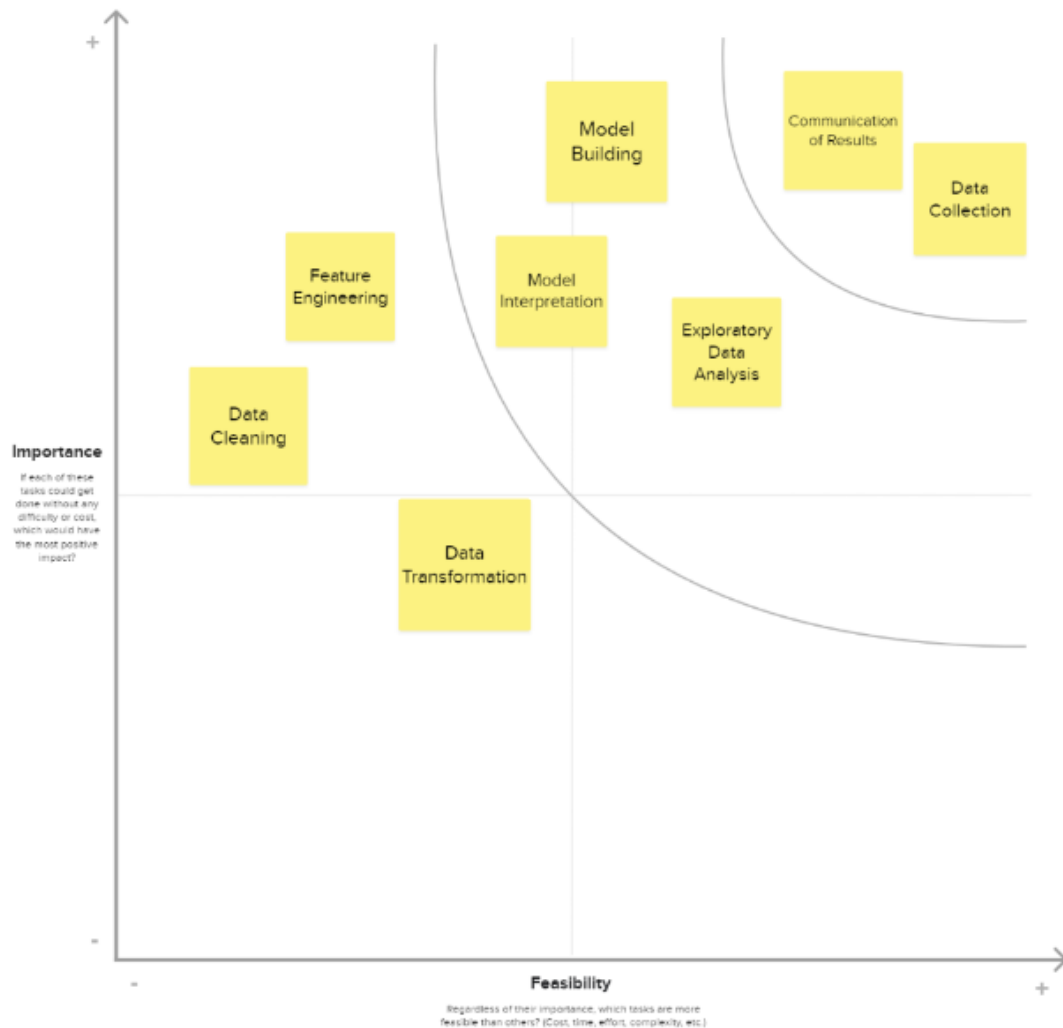 +
Model
Building
Communication
of Results
Data
Collection
Feature
Engineering
Model
Interpretation
Exploratory
Data
Analysis
Data
Cleaning
Importance
If each of these
tasks could get
done without any
difficulty or cost,
which would have
the most positive
impact?
Data
Transformation
-
-
Feasibility
+
Regardless of their importance, which tasks are more
feasible than others? (Cost, time, effort, complexity, etc.)